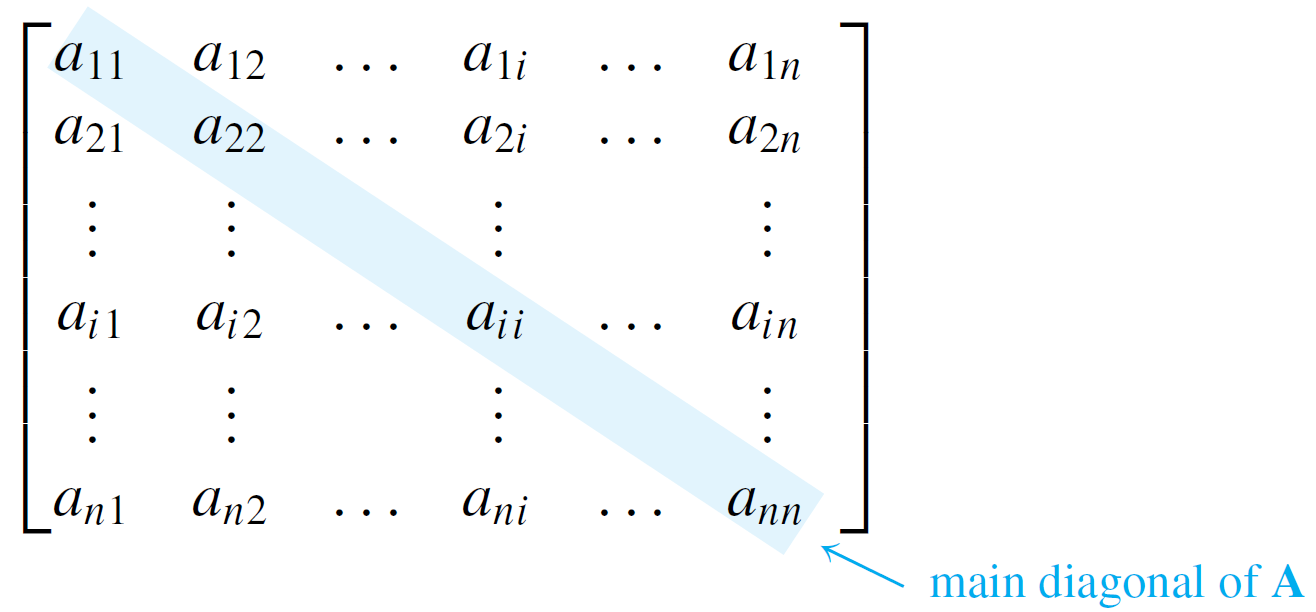 a11 a12 ... a1i ... a1n
a21 a22 ... a2i ... a2n
⋮ ⋮ ⋮ ⋮
ai1 ai2 ... aii ... ain
⋮ ⋮ ⋮ ⋮
an1 an2 ... ani ... ann
main diagonal of A